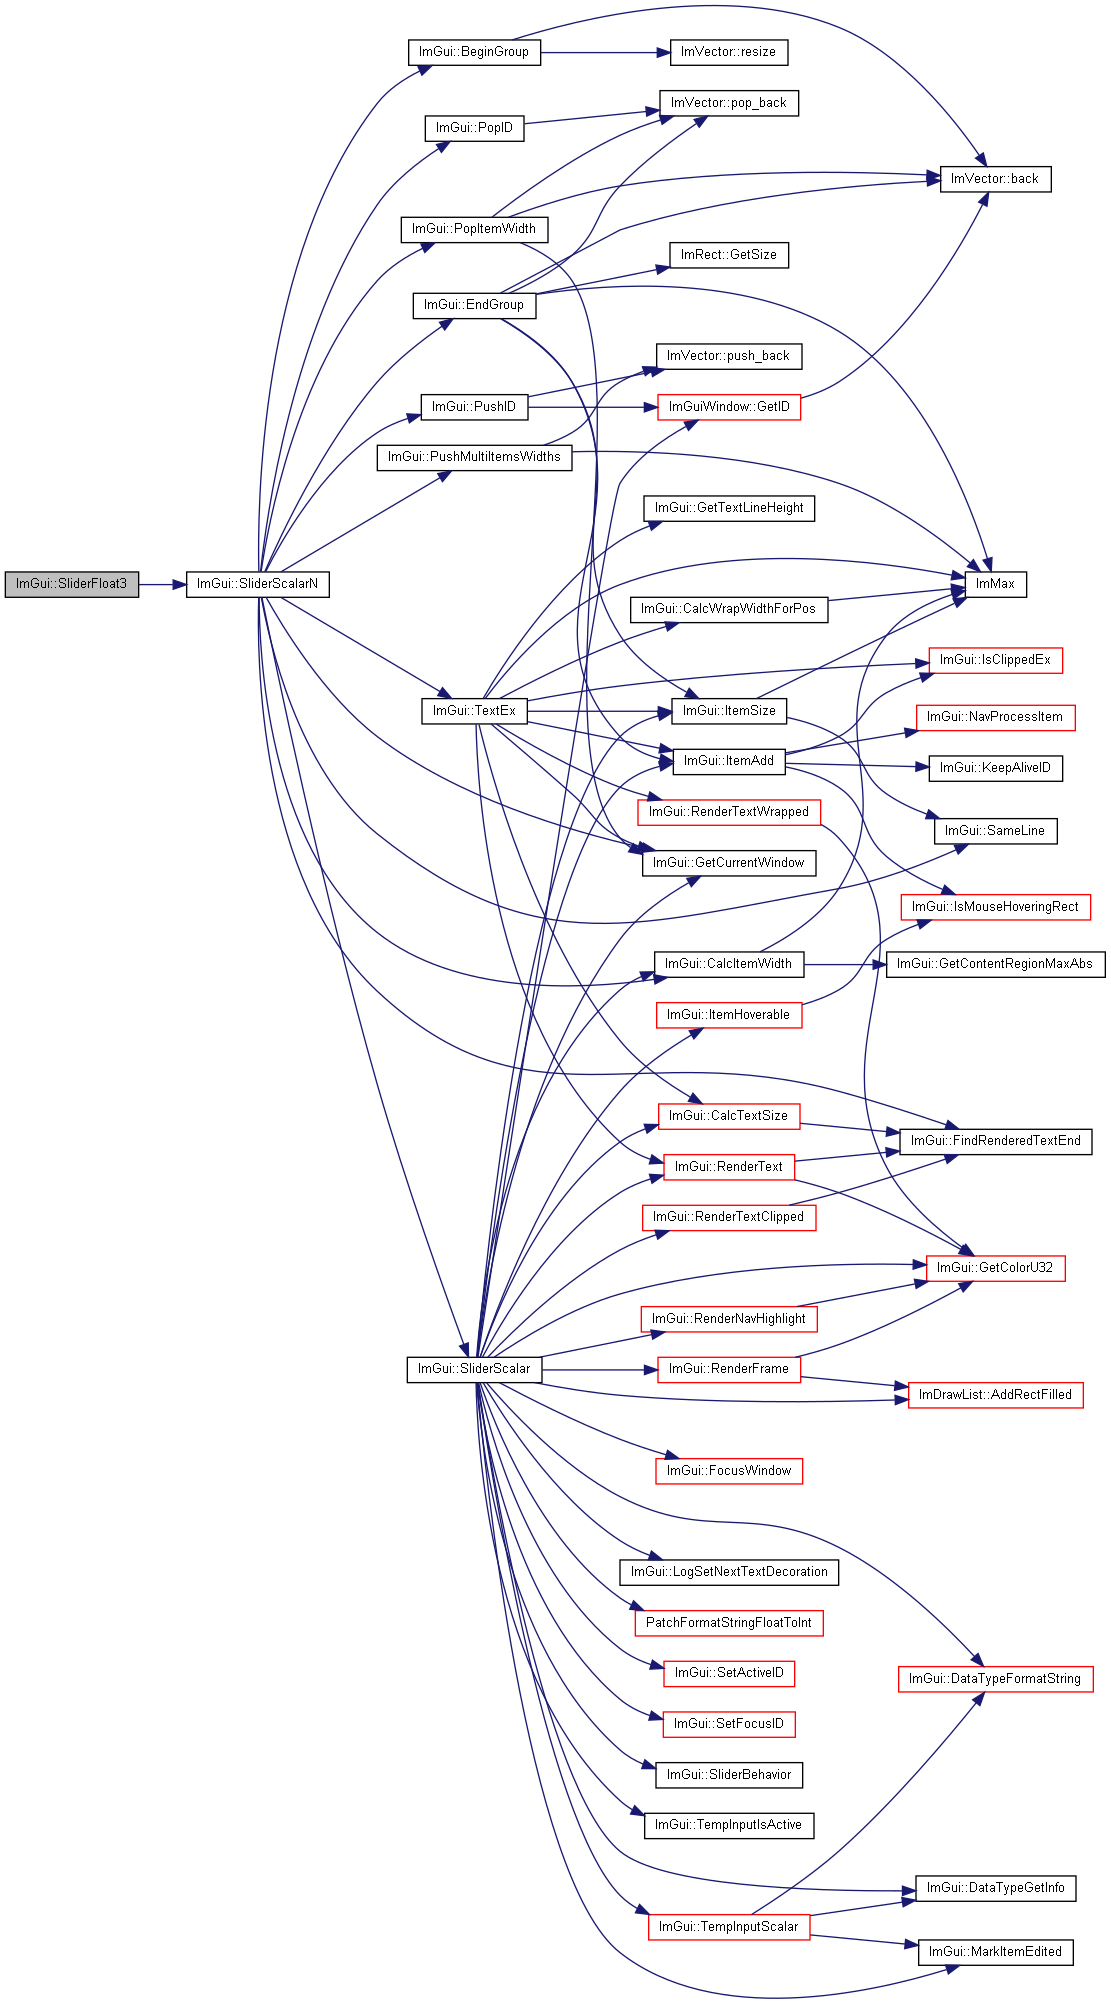 ImGui::BeginGroup
ImVector::resize
ImVector::pop_back
ImGui::PopID
ImVector::back
ImGui::PopItemWidth
ImRect::GetSize
ImGui::EndGroup
ImVector::push_back
ImGui::PushID
ImGuiWindow::GetID
ImGui::PushMultiItemsWidths
ImGui::GetTextLineHeight
ImGui::SliderFloat3
ImGui::SliderScalarN
ImMax
ImGui::CalcWrapWidthForPos
ImGui::IsClippedEx
ImGui::TextEx
ImGui::ItemSize
ImGui::NavProcessItem
ImGui::ItemAdd
ImGui::KeepAliveID
ImGui::RenderTextWrapped
ImGui::SameLine
ImGui::GetCurrentWindow
ImGui::IsMouseHoveringRect
ImGui::CalcItemWidth
ImGui::GetContentRegionMaxAbs
ImGui::ItemHoverable
ImGui::CalcTextSize
ImGui::FindRenderedTextEnd
ImGui::RenderText
ImGui::RenderTextClipped
ImGui::GetColorU32
ImGui::RenderNavHighlight
ImGui::SliderScalar
ImGui::RenderFrame
ImDrawList::AddRectFilled
ImGui::FocusWindow
ImGui::LogSetNextTextDecoration
PatchFormatStringFloatToInt
ImGui::SetActiveID
ImGui::DataTypeFormatString
ImGui::SetFocusID
ImGui::SliderBehavior
ImGui::TempInputIsActive
ImGui::DataTypeGetInfo
ImGui::TempInputScalar
ImGui::MarkItemEdited